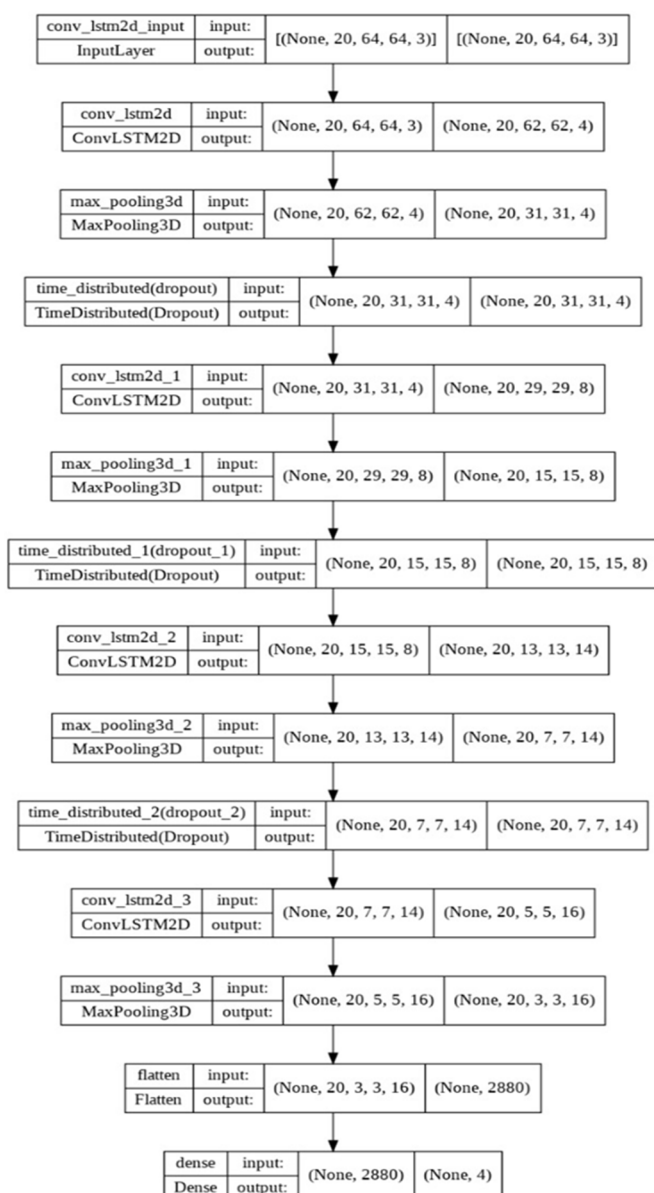 conv_lstm2d_input input: [(None, 20, 64, 64, 3)] [(None, 20, 64, 64, 3)]
InputLayer output:
conv_lstm2d input: (None, 20, 64, 64, 3) (None, 20, 62, 62, 4)
ConvLSTM2D output:
max_pooling3d input: (None, 20, 62, 62, 4) (None, 20, 31, 31, 4)
MaxPooling3D output:
time_distributed(dropout) input: (None, 20, 31, 31, 4) (None, 20, 31, 31, 4)
TimeDistributed(Dropout) output:
conv_lstm2d_1 input: (None, 20, 31, 31, 4) (None, 20, 29, 29, 8)
ConvLSTM2D output:
max_pooling3d_1 input: (None, 20, 29, 29, 8) (None, 20, 15, 15, 8)
MaxPooling3D output:
time_distributed_1(dropout_1) input: (None, 20, 15, 15, 8) (None, 20, 15, 15, 8)
TimeDistributed(Dropout) output:
conv_lstm2d_2 input: (None, 20, 15, 15, 8) (None, 20, 13, 13, 14)
ConvLSTM2D output:
max_pooling3d_2 input: (None, 20, 13, 13, 14) (None, 20, 7, 7, 14)
MaxPooling3D output:
time_distributed_2(dropout_2) input: (None, 20, 7, 7, 14) (None, 20, 7, 7, 14)
TimeDistributed(Dropout) output:
conv_lstm2d_3 input: (None, 20, 7, 7, 14) (None, 20, 5, 5, 16)
ConvLSTM2D output:
max_pooling3d_3 input: (None, 20, 5, 5, 16) (None, 20, 3, 3, 16)
MaxPooling3D output:
flatten input: (None, 20, 3, 3, 16) (None, 2880)
Flatten output:
dense input: (None, 2880) (None, 4)
Dense output: